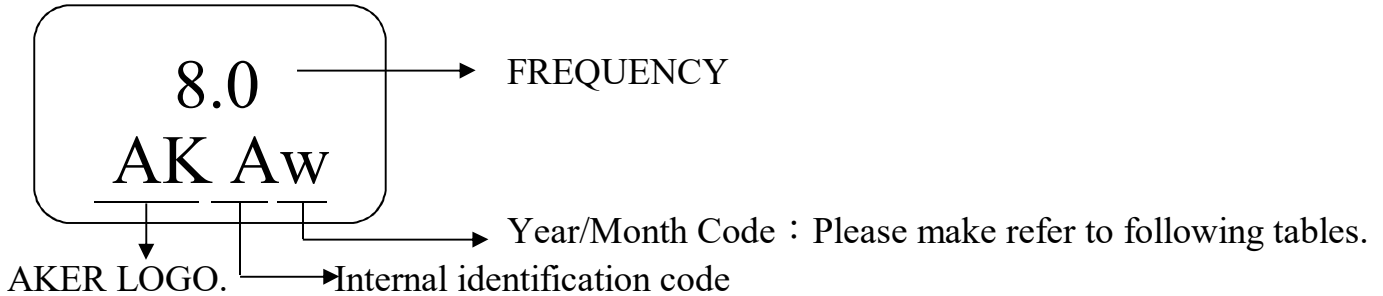 8.0
FREQUENCY
AK Aw
Year/Month Code：Please make refer to following tables.
AKER LOGO.
Internal identification code